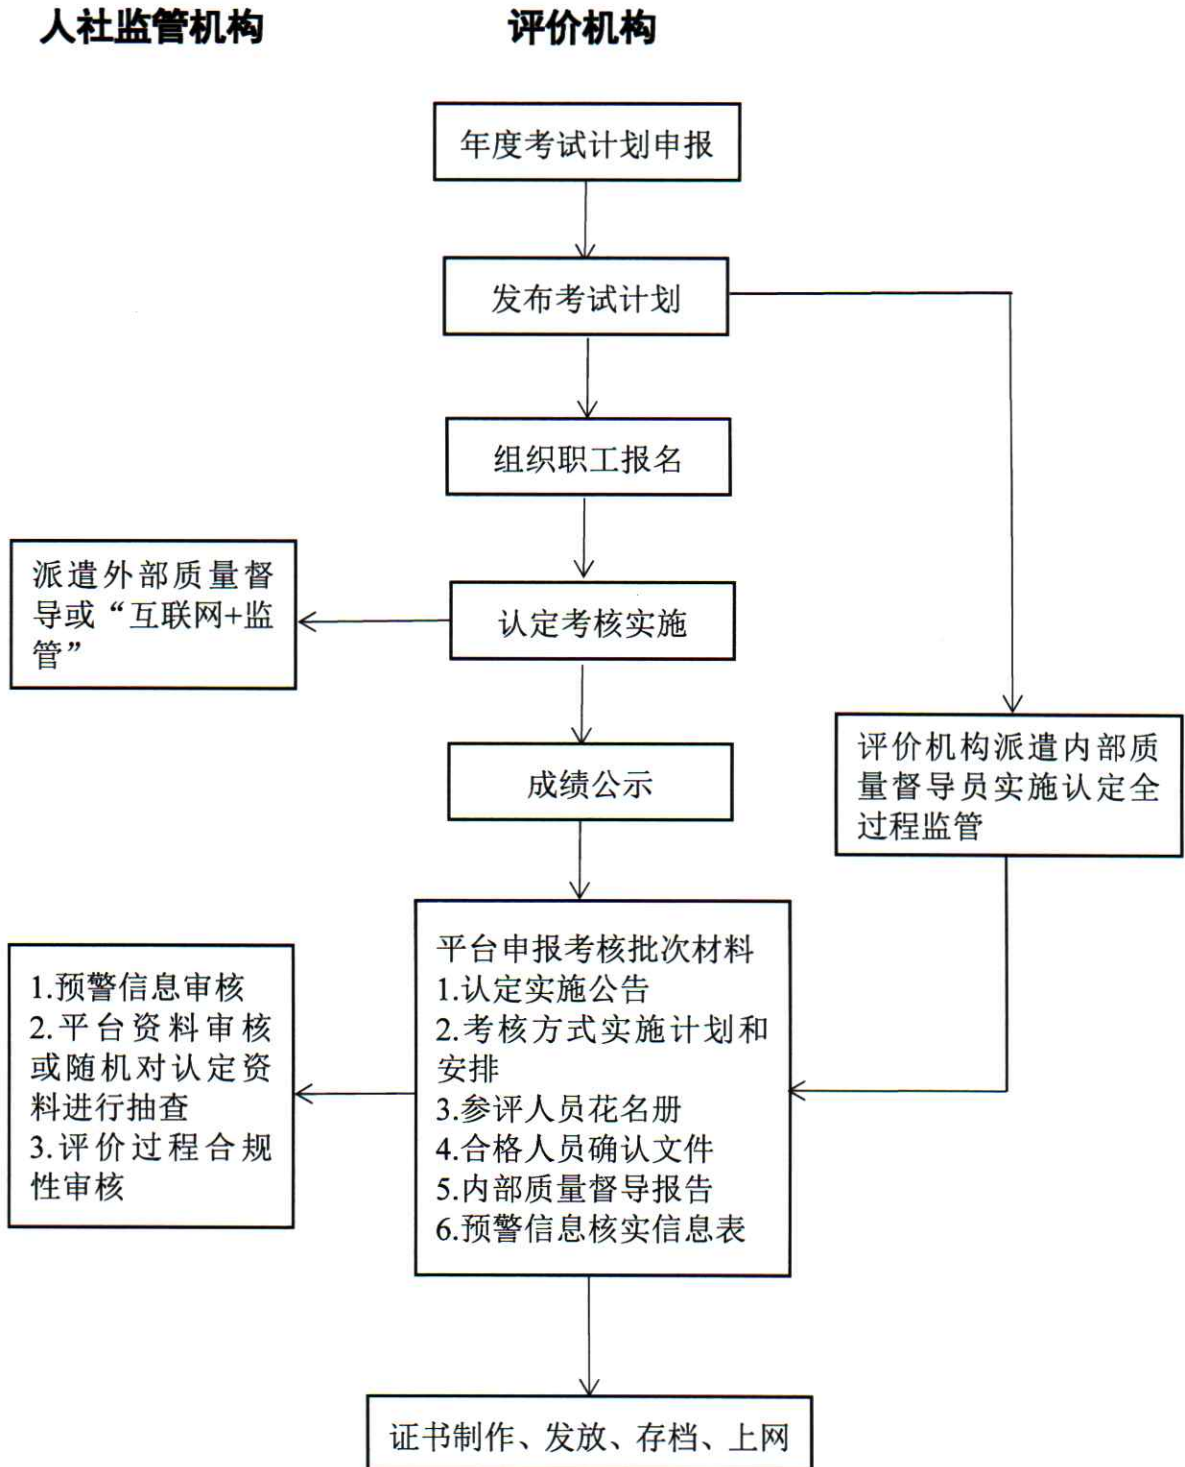 人社监管机构
评价机构
年度考试计划申报
发布考试计划
组织职工报名
派遣外部质量督
导或“互联网+监
管”
认定考核实施
成绩公示
评价机构派遣内部质
量督导员实施认定全
过程监管
平台申报考核批次材料
1.认定实施公告
2.考核方式实施计划和
安排
3.参评人员花名册
4.合格人员确认文件
5.内部质量督导报告
6.预警信息核实信息表
1.预警信息审核
2.平台资料审核
或随机对认定资
料进行抽查
3.评价过程合规
性审核
证书制作、发放、存档、上网